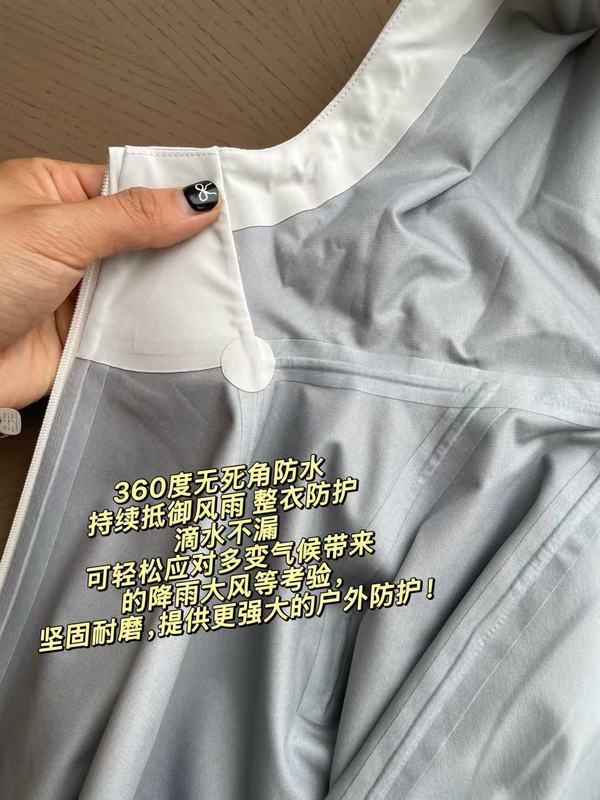 360度无死角防水
持续抵御风雨 整衣防护
滴水不漏
可轻松应对多变气候带来
的降雨大风等考验，
坚固耐磨，提供更强大的户外防护！